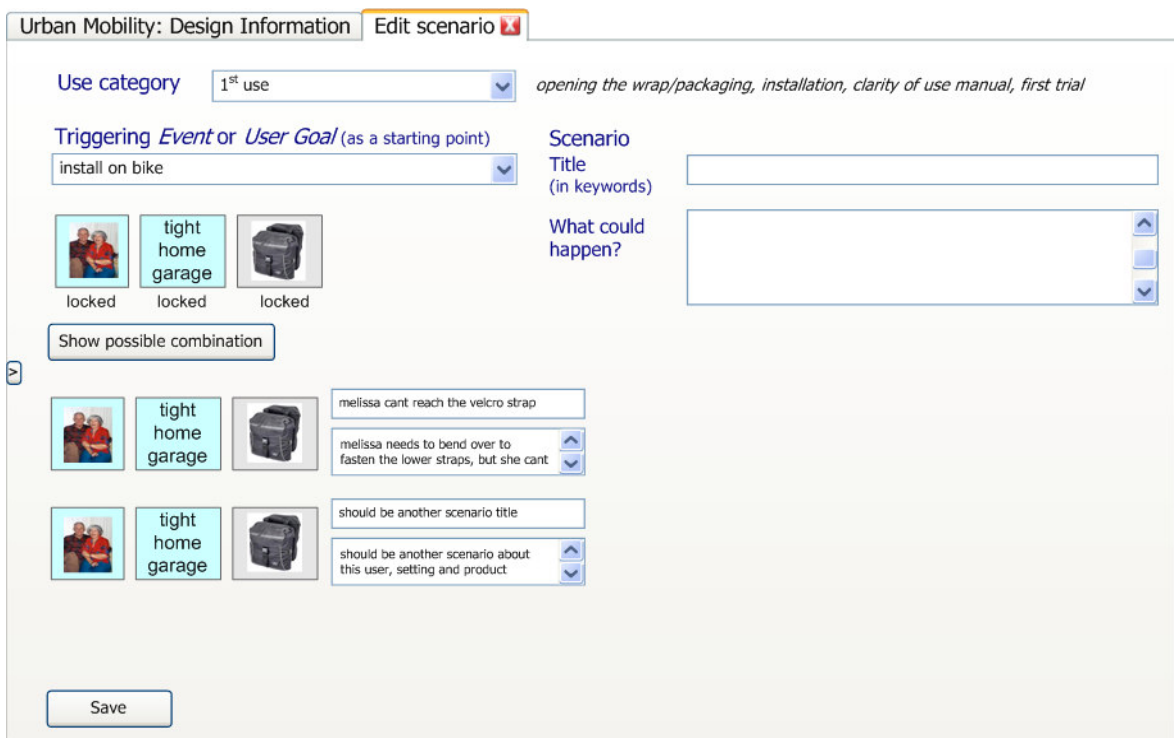 Urban Mobility: Design Information
Edit scenario
Use category
1st use
opening the wrap/packaging, installation, clarity of use manual, first trial
Triggering Event or User Goal (as a starting point)
install on bike
Scenario
Title
(in keywords)
What could
happen?
tight
home
garage
locked
locked
locked
Show possible combination
>
tight
home
garage
melissa cant reach the velcro strap
melissa needs to bend over to
fasten the lower straps, but she cant
tight
home
garage
should be another scenario title
should be another scenario about
this user, setting and product
Save